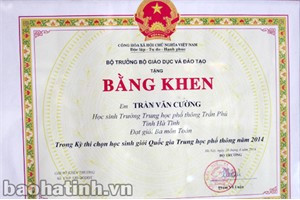 CỘNG HÒA XÃ HỘI CHỦ NGHĨA VIỆT NAM
Độc lập - Tự do - Hạnh phúc
BỘ TRƯỞNG BỘ GIÁO DỤC VÀ ĐÀO TẠO
TẶNG
BẰNG KHEN
Em TRẦN VĂN CƯỜNG
Học sinh Trường Trung học phổ thông Trần Phú
Tỉnh Hà Tĩnh
Đạt giải ba môn Toán
Trong Kỳ thi chọn học sinh giỏi Quốc gia Trung học phổ thông năm 2014
BỘ TRƯỞNG
baohatinh.vn